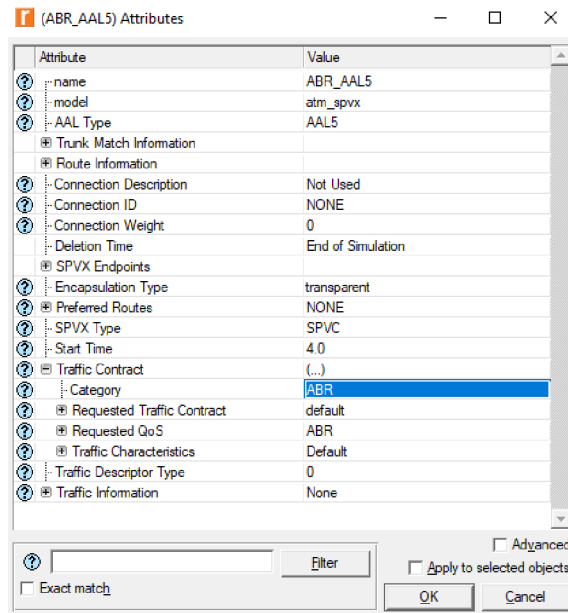 (ABR_AAL5) Attributes
Attribute Value
name ABR_AAL5
model atm_spvx
AAL Type AAL5
Trunk Match Information
Route Information
Connection Description Not Used
Connection ID NONE
Connection Weight 0
Deletion Time End of Simulation
SPVX Endpoints
Encapsulation Type transparent
Preferred Routes NONE
SPVX Type SPVC
Start Time 4.0
Traffic Contract (...)
Category ABR
Requested Traffic Contract default
Requested QoS ABR
Traffic Characteristics Default
Traffic Descriptor Type 0
Traffic Information None
Advanced
Filter
Apply to selected objects
Exact match
OK Cancel